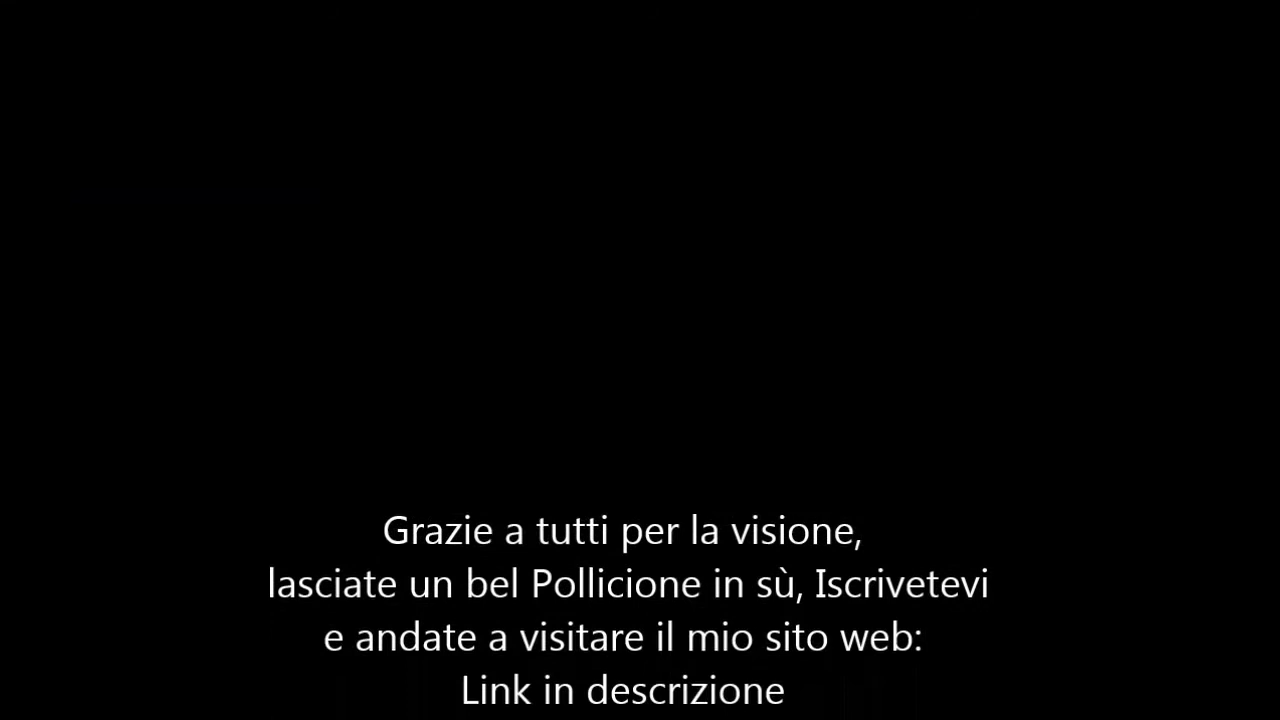 Grazie a tutti per la visione,
lasciate un bel Pollicione in sù, Iscrivetevi
e andate a visitare il mio sito web:
Link in descrizione